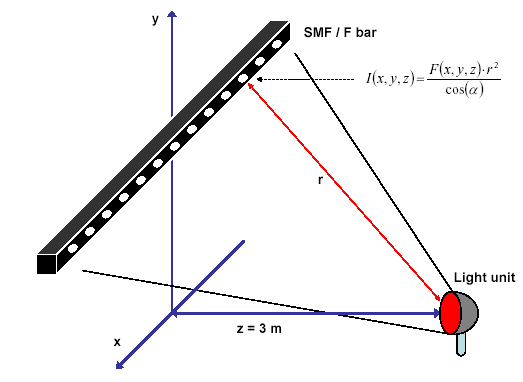 y
SMF / F bar
I(x, y, z) = F(x, y, z)·r² / cos(α)
r
Light unit
z = 3 m
x